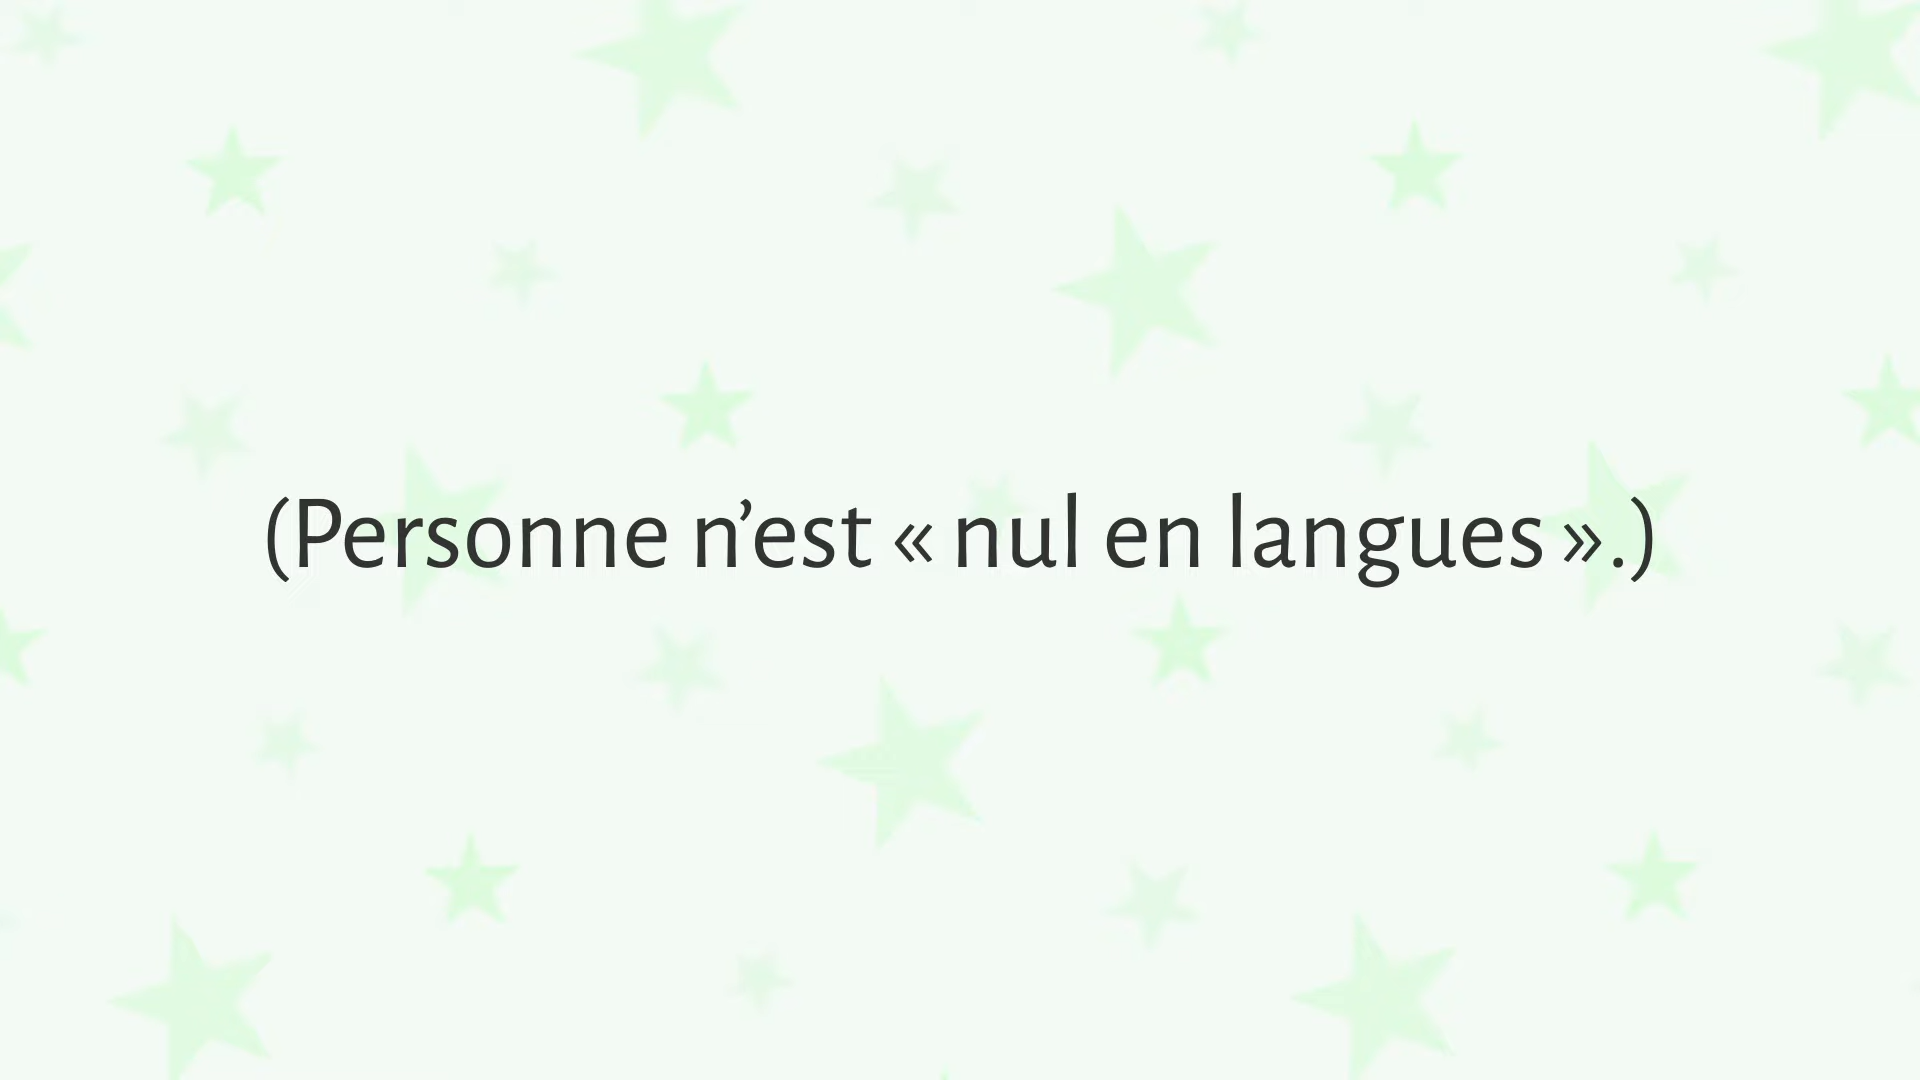 (Personne n’est « nul en langues ».)